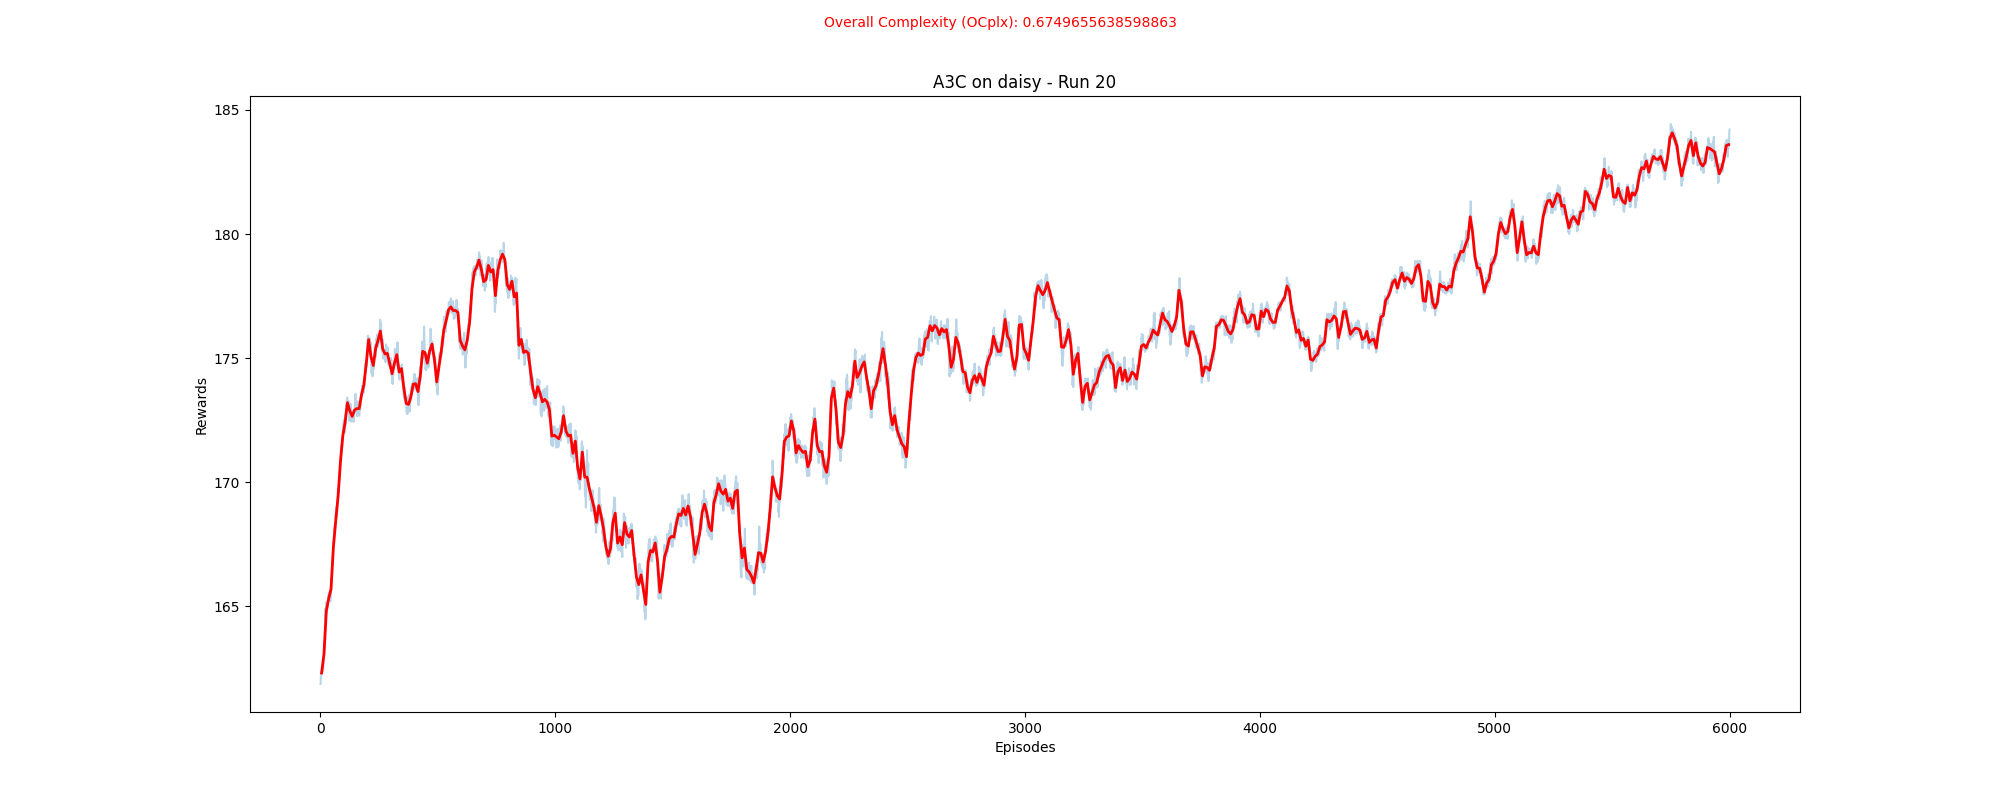 Overall Complexity (OCplx): 0.6749655638598863
A3C on daisy - Run 20
185
180
175
170
165
Rewards
0 1000 2000 3000 4000 5000 6000
Episodes